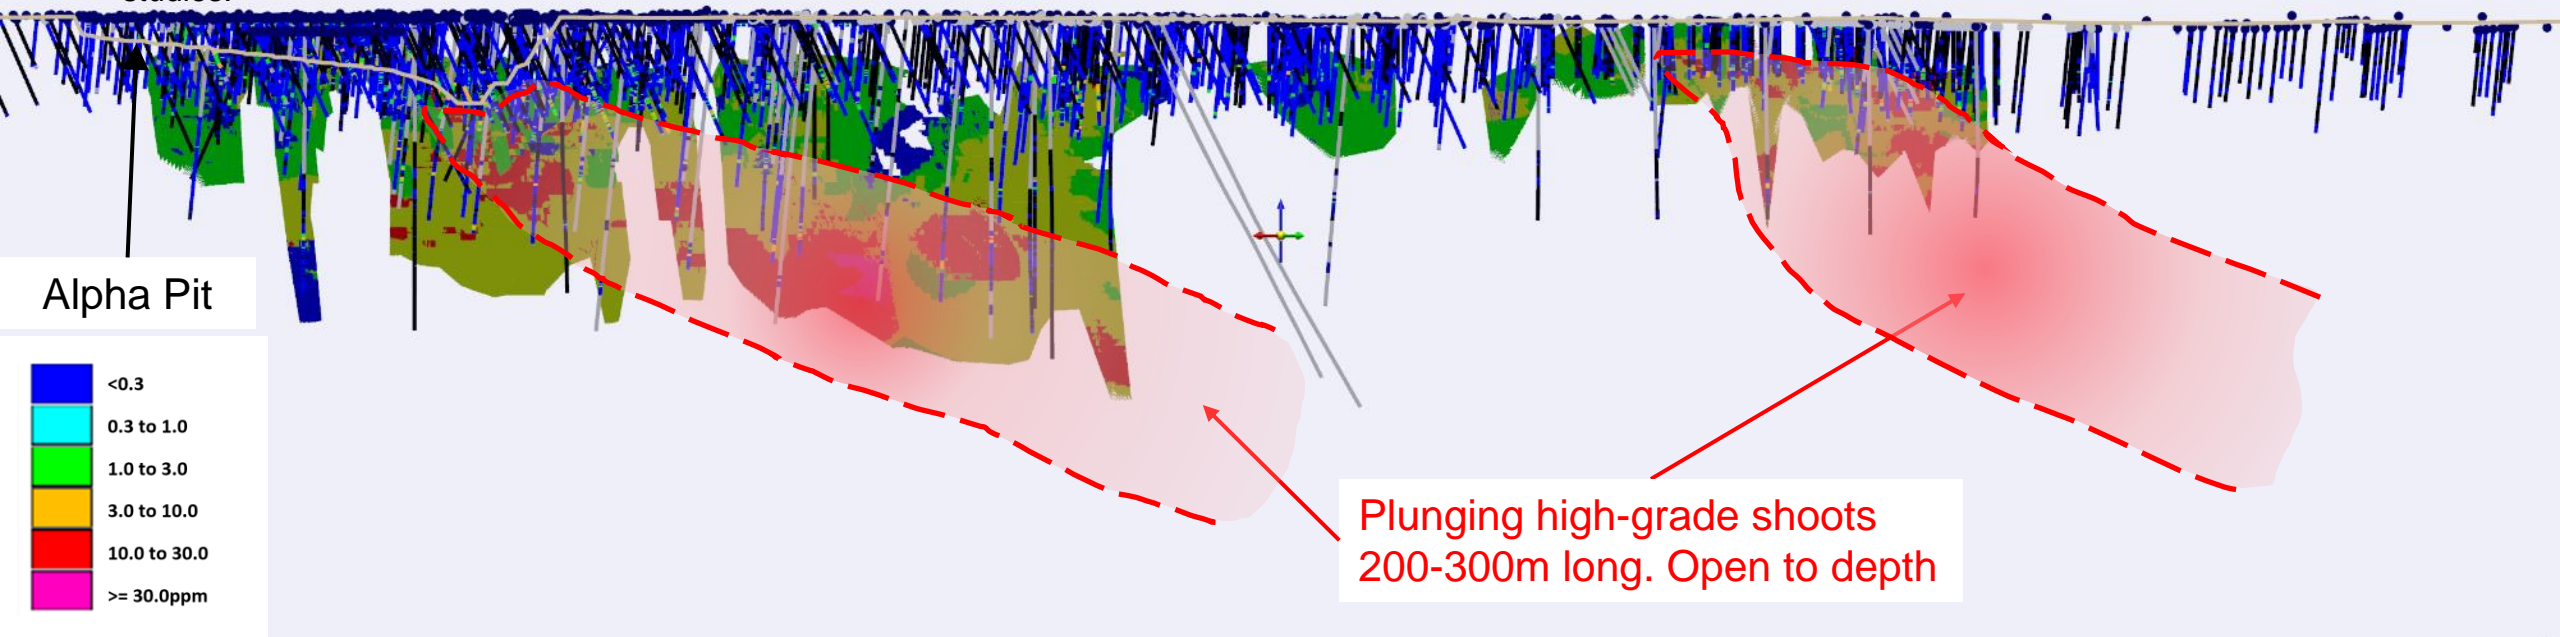 studies.
Alpha Pit
<0.3
0.3 to 1.0
1.0 to 3.0
3.0 to 10.0
10.0 to 30.0
>= 30.0ppm
Plunging high-grade shoots
200-300m long. Open to depth